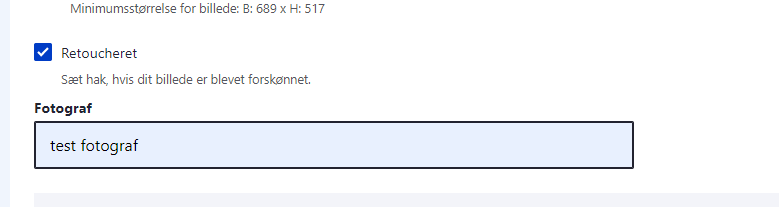 Minimumsstørrelse for billede: B: 689 x H: 517
Retoucheret
Sæt hak, hvis dit billede er blevet forskønnet.
Fotograf
test fotograf